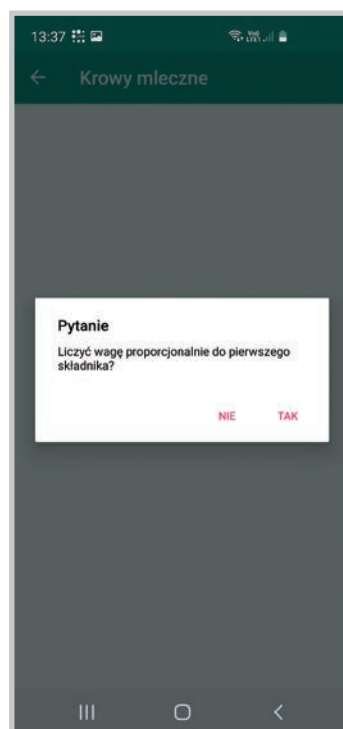 13:37
Krowy mleczne
Pytanie
Liczyć wagę proporcjonalnie do pierwszego
składnika?
NIE TAK